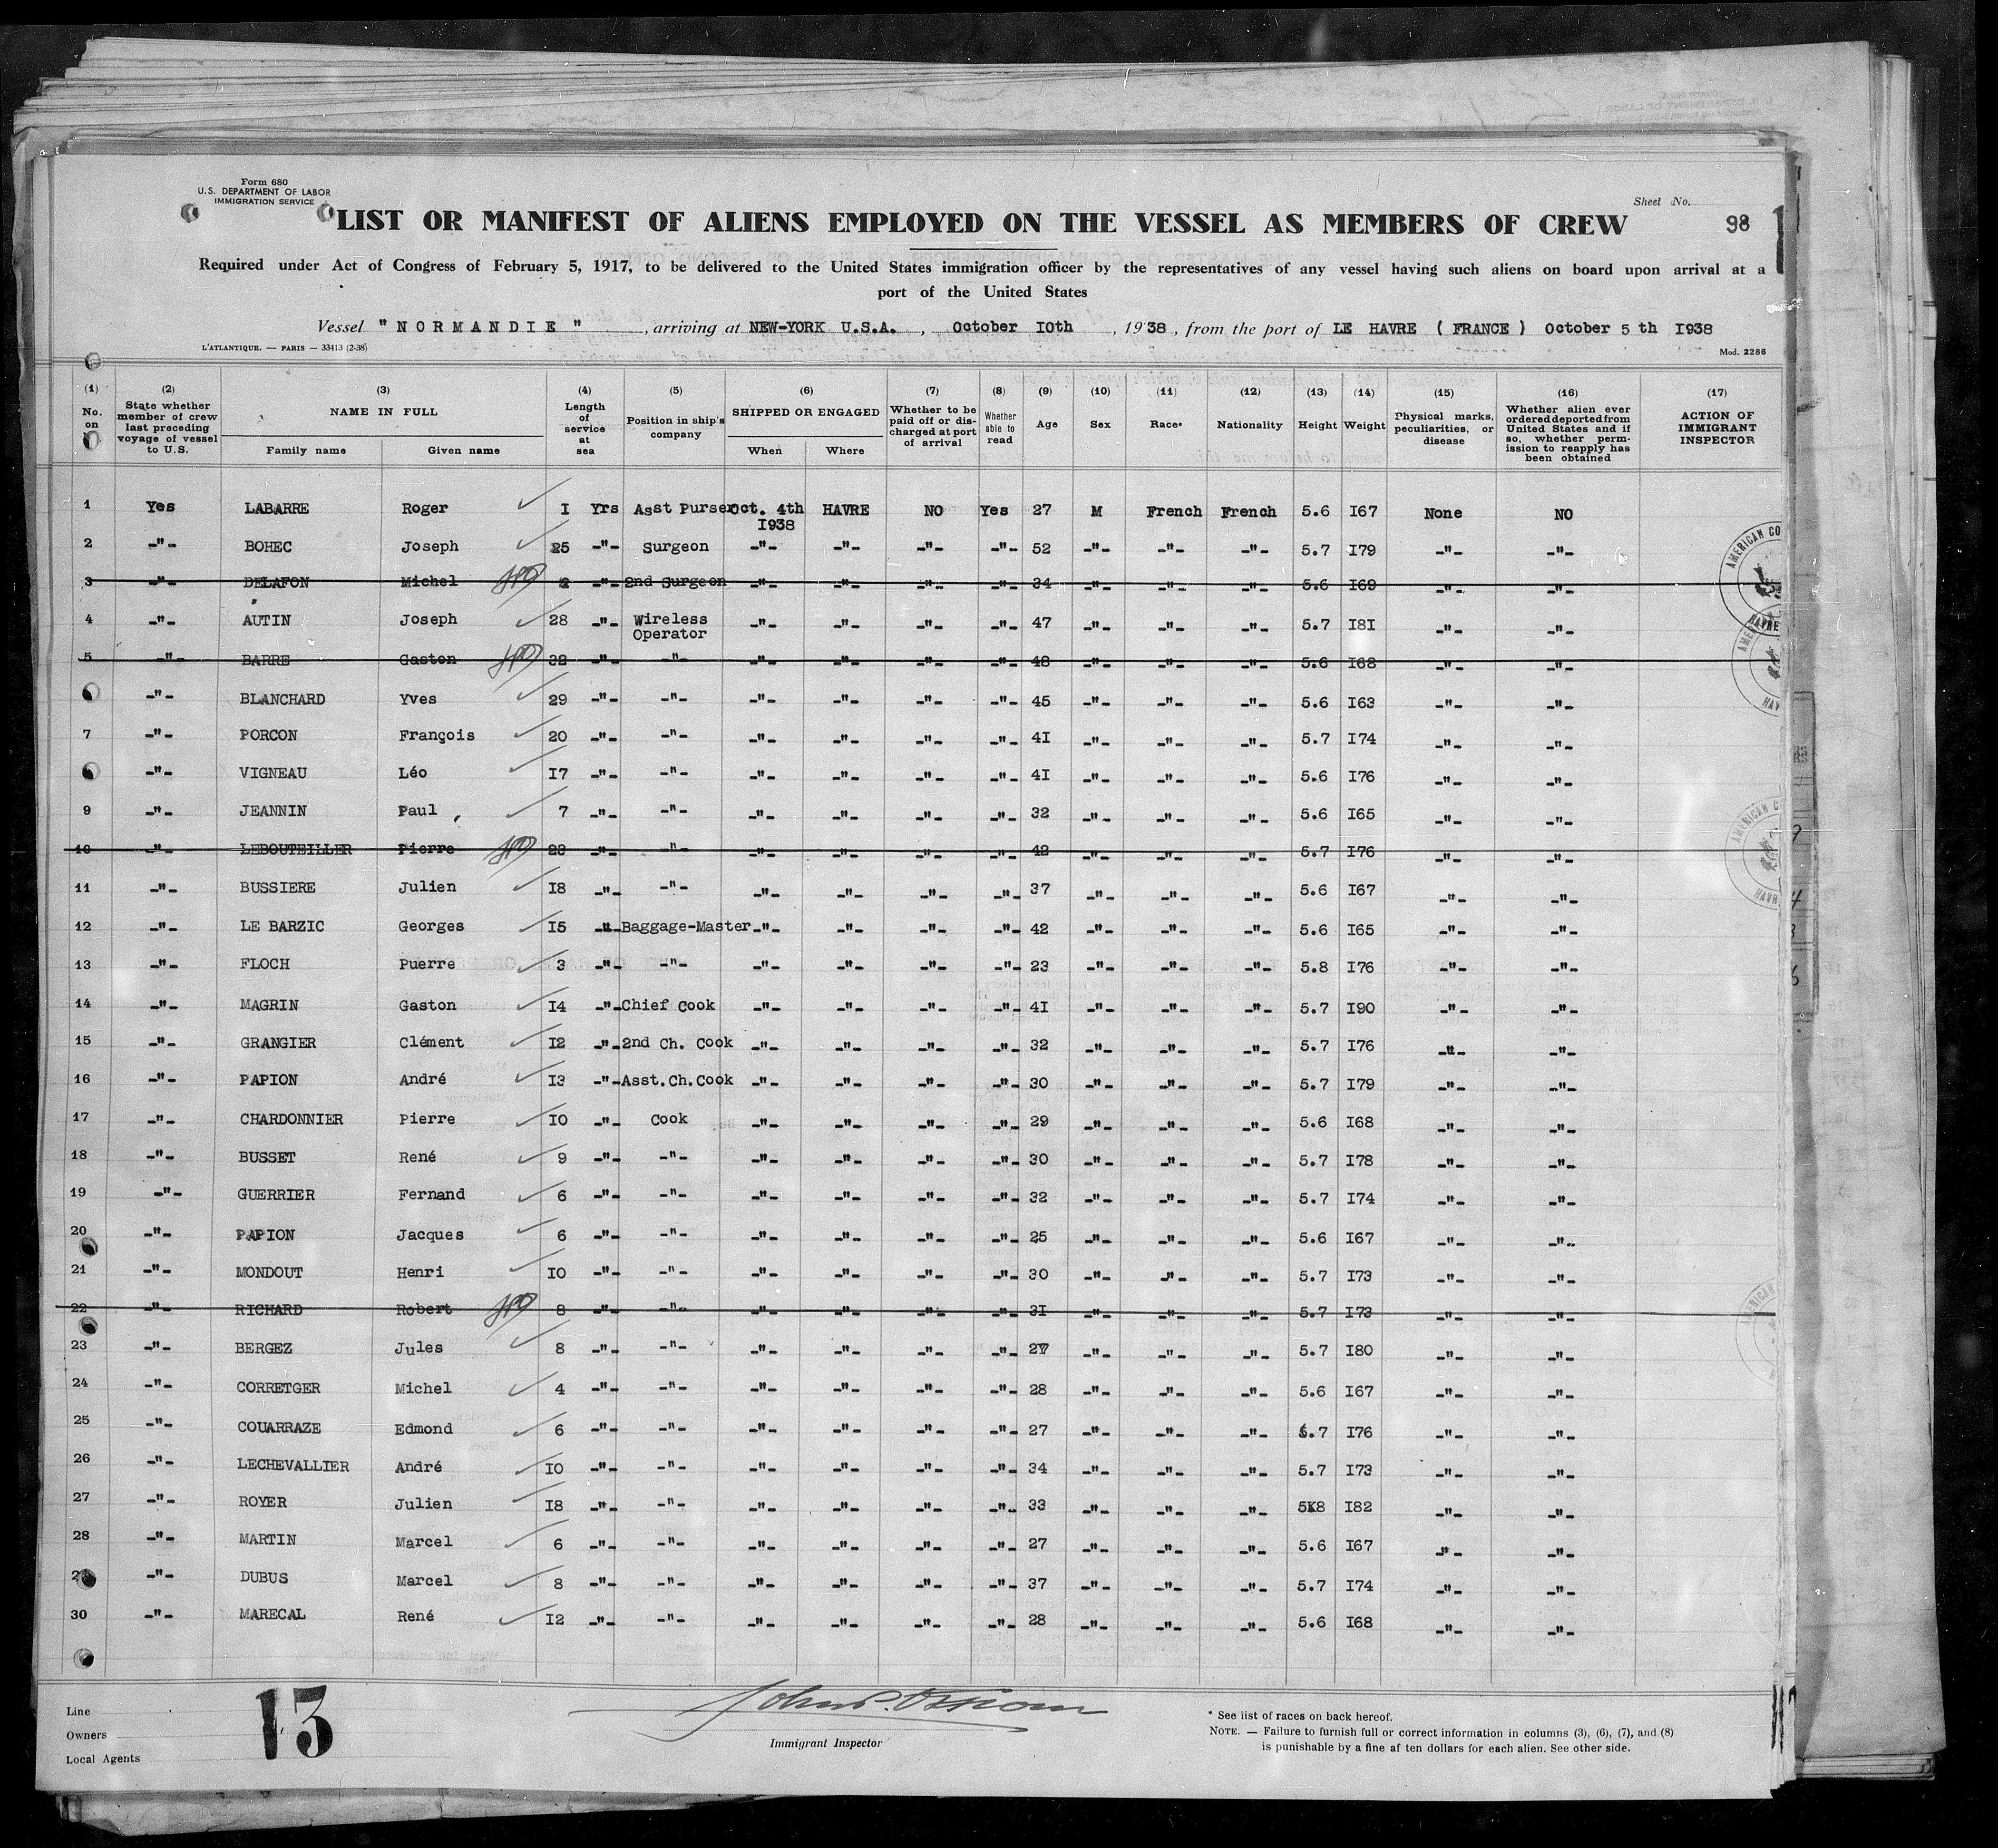 Form 680
U.S. DEPARTMENT OF LABOR
IMMIGRATION SERVICE
Sheet No. 98
LIST OR MANIFEST OF ALIENS EMPLOYED ON THE VESSEL AS MEMBERS OF CREW
Required under Act of Congress of February 5, 1917, to be delivered to the United States immigration officer by the representatives of any vessel having such aliens on board upon arrival at a
port of the United States
Vessel "NORMANDIE", arriving at NEW-YORK U.S.A., October I0th, 1938, from the port of LE HAVRE ( FRANCE ) October 5 th I938
L'ATLANTIQUE. — PARIS — 33413 (2-38)
Mod. 2286
(1) (2) (3) (4) (5) (6) (7) (8) (9) (10) (11) (12) (13) (14) (15) (16) (17)
No. on
State whether member of crew last preceding voyage of vessel to U.S.
NAME IN FULL
Family name
Given name
Length of service at sea
Position in ship's company
SHIPPED OR ENGAGED
When
Where
Whether to be paid off or discharged at port of arrival
Whether able to read
Age
Sex
Race*
Nationality
Height
Weight
Physical marks, peculiarities, or disease
Whether alien ever ordered deported from United States and if so, whether permission to reapply has been obtained
ACTION OF IMMIGRANT INSPECTOR
1 Yes LABARRE Roger I Yrs Asst Purser Oct. 4th I938 HAVRE NO Yes 27 M French French 5.6 I67 None NO
2 -"- BOHEC Joseph 25 -"- Surgeon -"- -"- -"- -"- 52 -"- -"- -"- 5.7 I79 -"- -"-
3 -"- DELAFON Michel 2 -"- 2nd Surgeon -"- -"- -"- -"- 34 -"- -"- -"- 5.6 I69 -"- -"-
4 -"- AUTIN Joseph 28 -"- Wireless Operator -"- -"- -"- -"- 47 -"- -"- -"- 5.7 I8I -"- -"-
5 -"- BARRE Gaston 32 -"- -"- -"- -"- -"- -"- 48 -"- -"- -"- 5.6 I68 -"- -"-
-"- BLANCHARD Yves 29 -"- -"- -"- -"- -"- -"- 45 -"- -"- -"- 5.6 I63 -"- -"-
7 -"- PORCON François 20 -"- -"- -"- -"- -"- -"- 4I -"- -"- -"- 5.7 I74 -"- -"-
-"- VIGNEAU Léo I7 -"- -"- -"- -"- -"- -"- 4I -"- -"- -"- 5.6 I76 -"- -"-
9 -"- JEANNIN Paul 7 -"- -"- -"- -"- -"- -"- 32 -"- -"- -"- 5.6 I65 -"- -"-
10 -"- LEBOUTEILLER Pierre 28 -"- -"- -"- -"- -"- -"- 42 -"- -"- -"- 5.7 I76 -"- -"-
11 -"- BUSSIERE Julien I8 -"- -"- -"- -"- -"- -"- 37 -"- -"- -"- 5.6 I67 -"- -"-
12 -"- LE BARZIC Georges I5 -"- Baggage-Master -"- -"- -"- -"- 42 -"- -"- -"- 5.6 I65 -"- -"-
13 -"- FLOCH Puerre 3 -"- -"- -"- -"- -"- -"- 23 -"- -"- -"- 5.8 I76 -"- -"-
14 -"- MAGRIN Gaston I4 -"- Chief Cook -"- -"- -"- -"- 4I -"- -"- -"- 5.7 I90 -"- -"-
15 -"- GRANGIER Clément I2 -"- 2nd Ch. Cook -"- -"- -"- -"- 32 -"- -"- -"- 5.7 I76 -"- -"-
16 -"- PAPION André I3 -"- Asst.Ch.Cook -"- -"- -"- -"- 30 -"- -"- -"- 5.7 I79 -"- -"-
17 -"- CHARDONNIER Pierre I0 -"- Cook -"- -"- -"- -"- 29 -"- -"- -"- 5.6 I68 -"- -"-
18 -"- BUSSET René 9 -"- -"- -"- -"- -"- -"- 30 -"- -"- -"- 5.7 I78 -"- -"-
19 -"- GUERRIER Fernand 6 -"- -"- -"- -"- -"- -"- 32 -"- -"- -"- 5.7 I74 -"- -"-
20 -"- PAPION Jacques 6 -"- -"- -"- -"- -"- -"- 25 -"- -"- -"- 5.6 I67 -"- -"-
21 -"- MONDOUT Henri I0 -"- -"- -"- -"- -"- -"- 30 -"- -"- -"- 5.7 I73 -"- -"-
22 -"- RICHARD Robert 8 -"- -"- -"- -"- -"- -"- 3I -"- -"- -"- 5.7 I73 -"- -"-
23 -"- BERGEZ Jules 8 -"- -"- -"- -"- -"- -"- 27 -"- -"- -"- 5.7 I80 -"- -"-
24 -"- CORRETGER Michel 4 -"- -"- -"- -"- -"- -"- 28 -"- -"- -"- 5.6 I67 -"- -"-
25 -"- COUARRAZE Edmond 6 -"- -"- -"- -"- -"- -"- 27 -"- -"- -"- 5.7 I76 -"- -"-
26 -"- LECHEVALLIER André I0 -"- -"- -"- -"- -"- -"- 34 -"- -"- -"- 5.7 I73 -"- -"-
27 -"- ROYER Julien I8 -"- -"- -"- -"- -"- -"- 33 -"- -"- -"- 5K8 I82 -"- -"-
28 -"- MARTIN Marcel 6 -"- -"- -"- -"- -"- -"- 27 -"- -"- -"- 5.6 I67 -"- -"-
-"- DUBUS Marcel 8 -"- -"- -"- -"- -"- -"- 37 -"- -"- -"- 5.7 I74 -"- -"-
30 -"- MARECAL René I2 -"- -"- -"- -"- -"- -"- 28 -"- -"- -"- 5.6 I68 -"- -"-
Line
Owners
Local Agents
13
Immigrant Inspector
* See list of races on back hereof.
NOTE. — Failure to furnish full or correct information in columns (3), (6), (7), and (8)
is punishable by a fine af ten dollars for each alien. See other side.